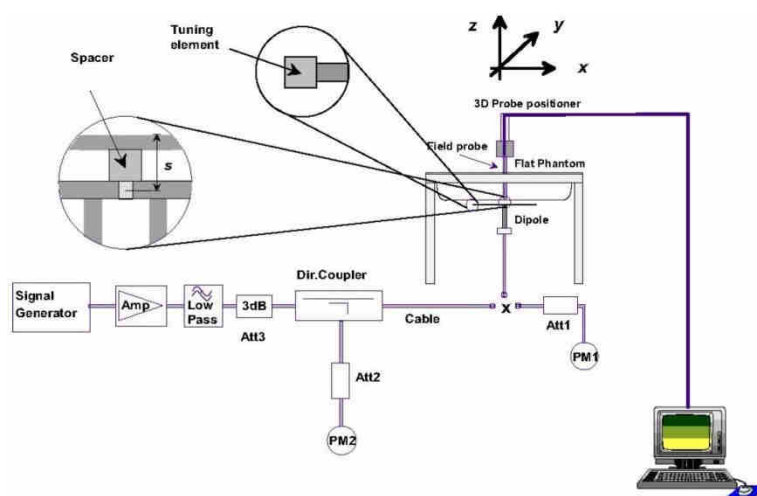 Tuning
element
Spacer
z
y
x
s
3D Probe positioner
Field probe
Flat Phantom
Dipole
Signal
Generator
Amp
Low
Pass
3dB
Att3
Dir.Coupler
Cable
X
Att1
PM1
Att2
PM2